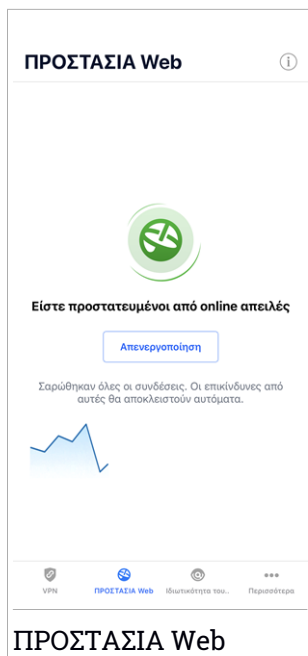 ΠΡΟΣΤΑΣΙΑ Web
Είστε προστατευμένοι από online απειλές
Απενεργοποίηση
Σαρώθηκαν όλες οι συνδέσεις. Οι επικίνδυνες από
αυτές θα αποκλειστούν αυτόματα.
VPN
ΠΡΟΣΤΑΣΙΑ Web
Ιδιωτικότητα του..
Περισσότερα
ΠΡΟΣΤΑΣΙΑ Web